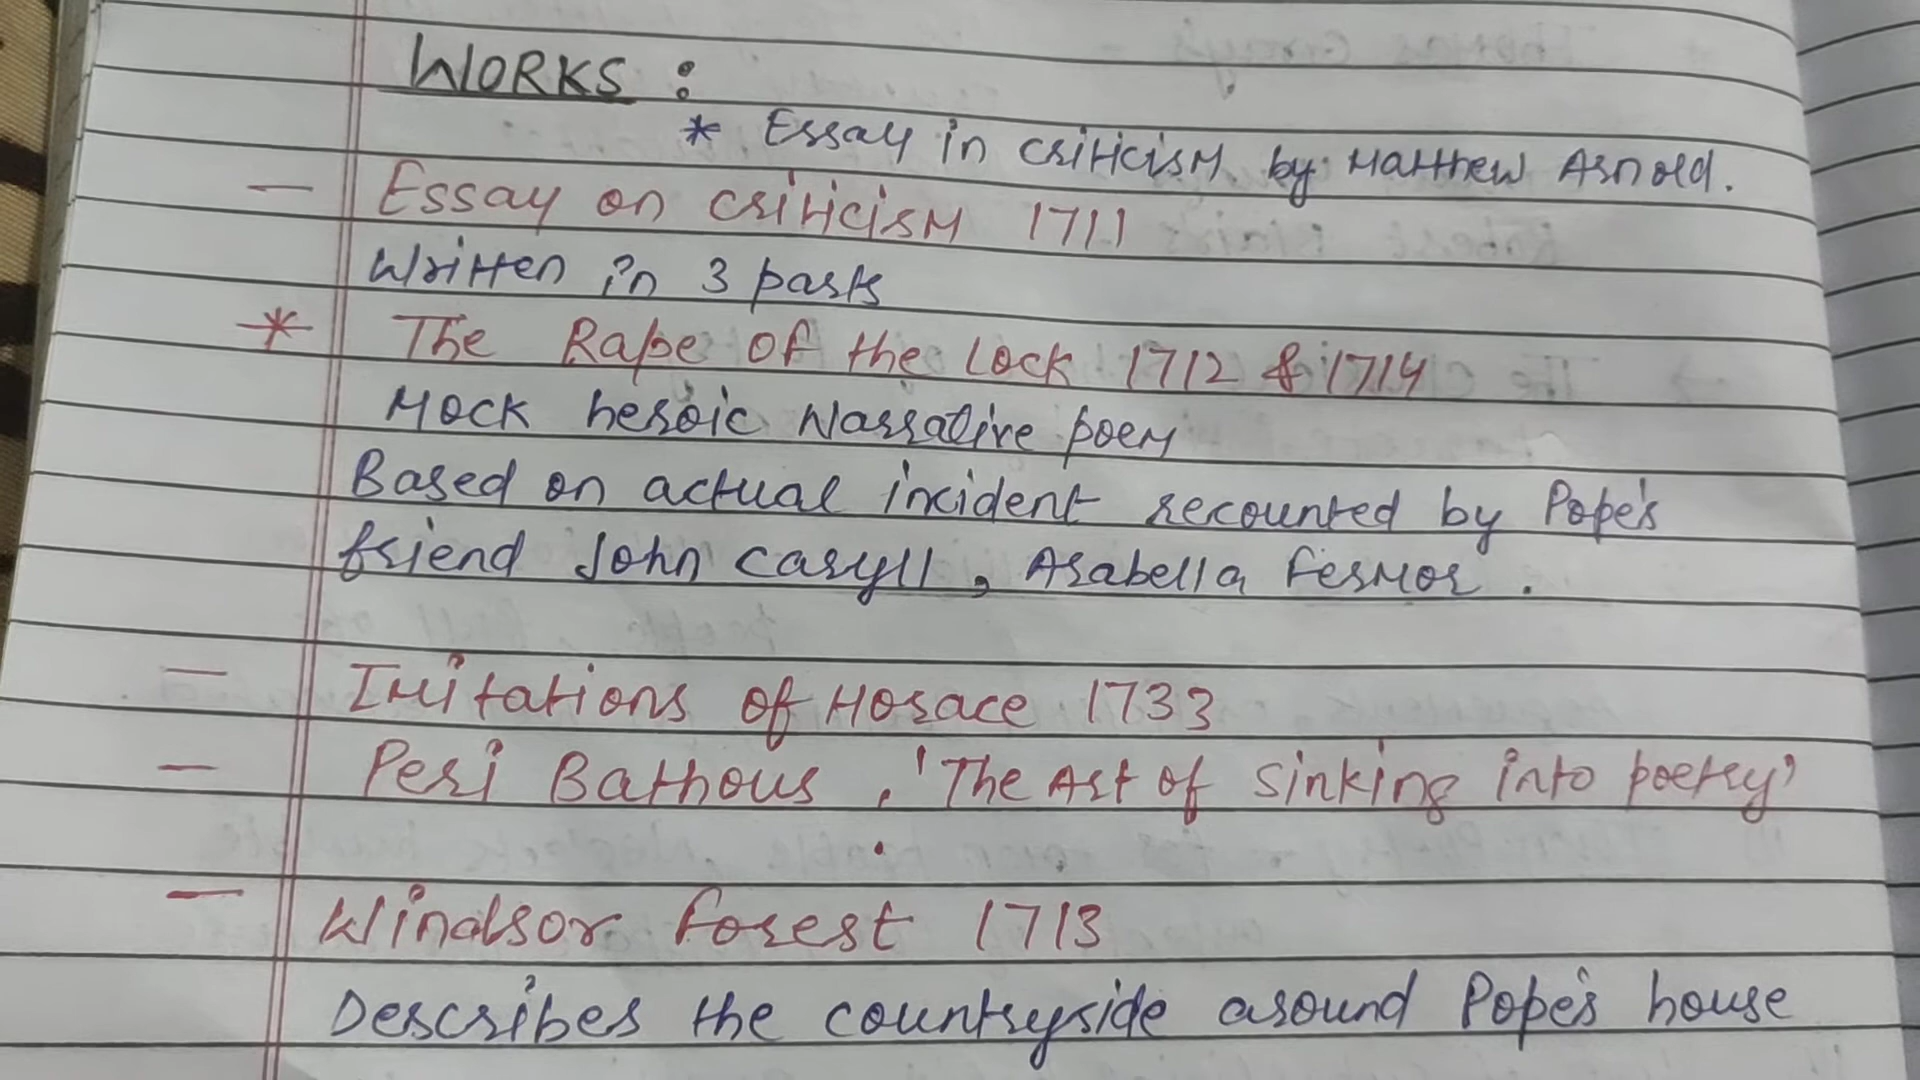 WORKS :
* Essay in criticism by Matthew Arnold.
— Essay on criticism 1711
Written in 3 parts
* The Rape of the Lock 1712 & 1714
Mock heroic Narrative poem
Based on actual incident recounted by Pope's
friend John Caryll, Arabella Fermor.
— Imitations of Horace 1733
— Peri Bathous, 'The Art of Sinking into poetry'
— Windsor Forest 1713
Describes the countryside around Pope's house